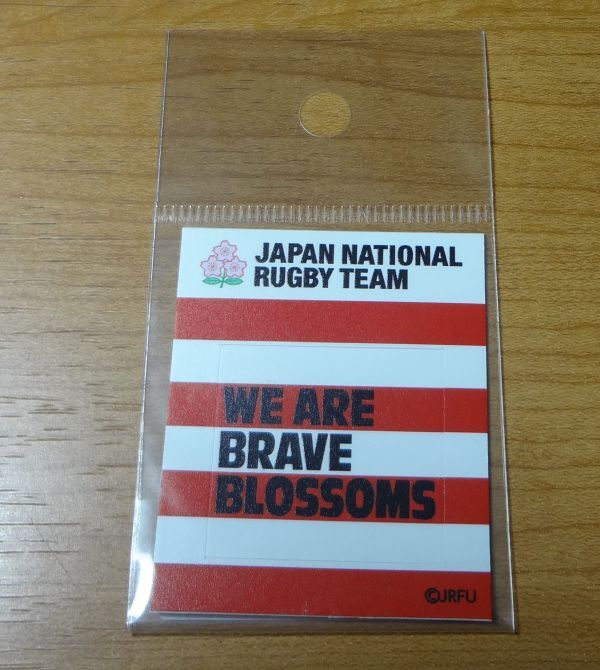 JAPAN NATIONAL
RUGBY TEAM
WE ARE
BRAVE
BLOSSOMS
©JRFU